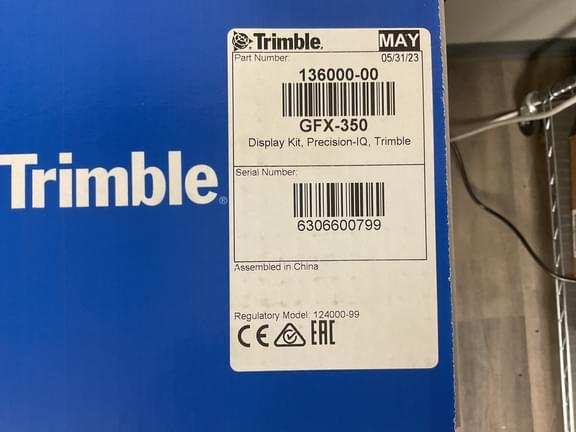 Trimble.
MAY
Part Number:
05/31/23
136000-00
GFX-350
Display Kit, Precision-IQ, Trimble
Serial Number:
6306600799
Assembled in China
Regulatory Model: 124000-99
CE EAC
Trimble®